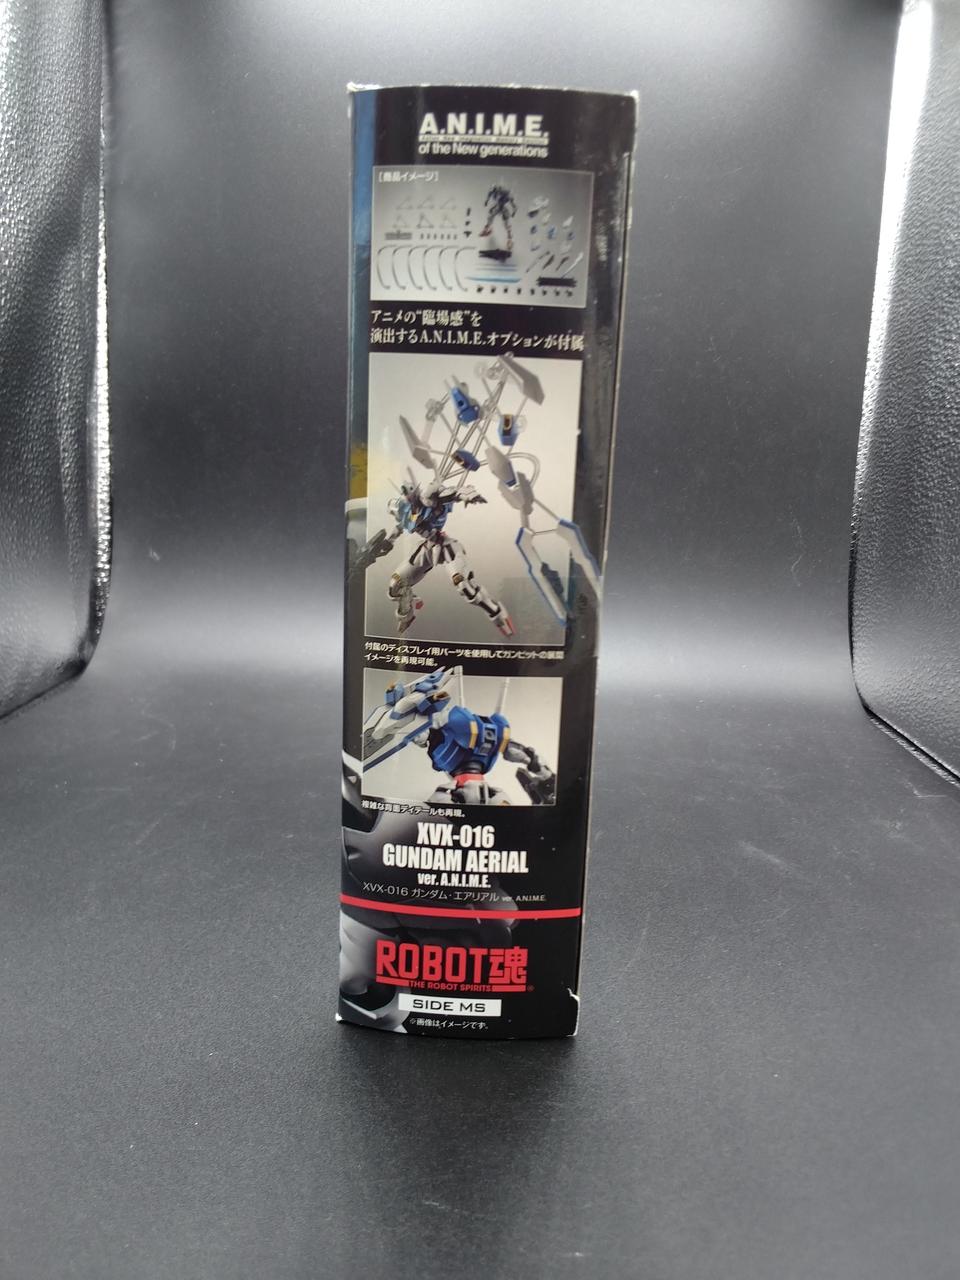 A.N.I.M.E.
of the New generations
[商品イメージ]
アニメの“臨場感”を
演出するA.N.I.M.E.オプションが付属
付属のディスプレイ用パーツを使用してガンビットの展開
イメージを再現可能。
複雑な背面ディテールも再現。
XVX-016
GUNDAM AERIAL
ver. A.N.I.M.E.
XVX-016 ガンダム・エアリアル ver. A.N.I.M.E.
ROBOT魂
THE ROBOT SPIRITS
SIDE MS
※画像はイメージです。